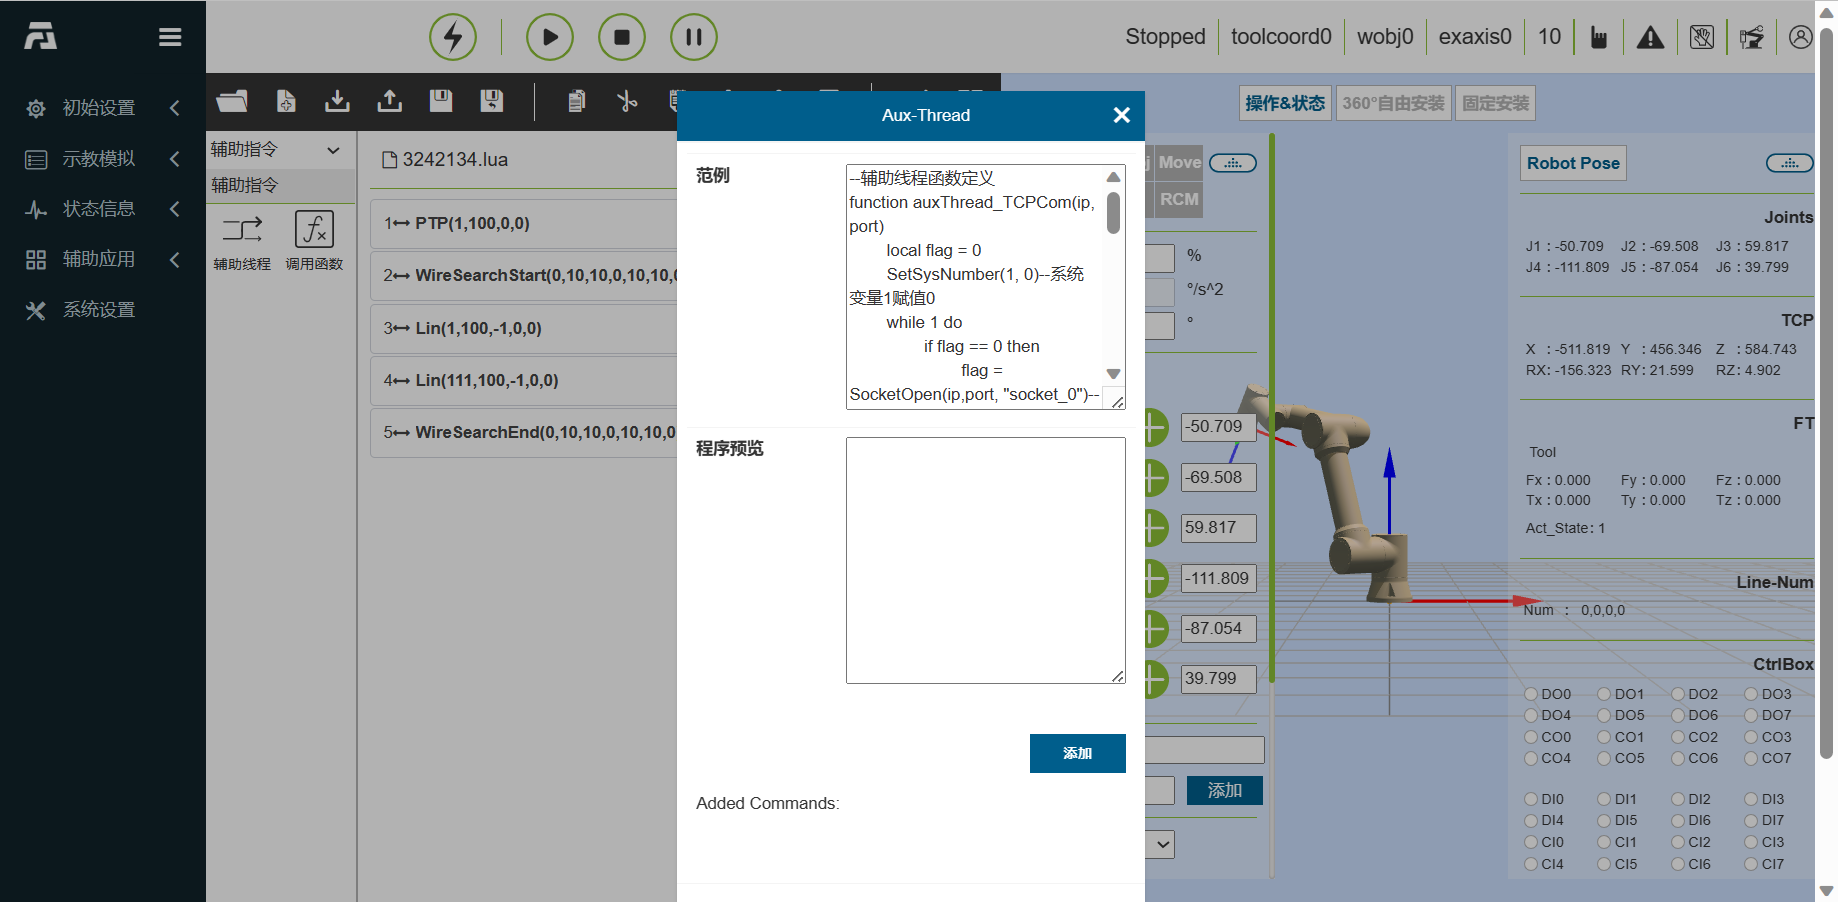 Stopped
toolcoord0
wobj0
exaxis0
10
初始设置
示教模拟
状态信息
辅助应用
系统设置
辅助指令
辅助指令
辅助线程
调用函数
3242134.lua
1 PTP(1,100,0,0)
2 WireSearchStart(0,10,10,0,10,10,0
3 Lin(1,100,-1,0,0)
4 Lin(111,100,-1,0,0)
5 WireSearchEnd(0,10,10,0,10,10,0
Aux-Thread
范例
--辅助线程函数定义
function auxThread_TCPCom(ip,
port)
local flag = 0
SetSysNumber(1, 0)--系统
变量1赋值0
while 1 do
if flag == 0 then
flag =
SocketOpen(ip,port, "socket_0")--
程序预览
添加
Added Commands:
操作&状态
360°自由安装
固定安装
Move
RCM
%
°/s^2
°
-50.709
-69.508
59.817
-111.809
-87.054
39.799
添加
Robot Pose
Joints
J1 : -50.709 J2 : -69.508 J3 : 59.817
J4 : -111.809 J5 : -87.054 J6 : 39.799
TCP
X : -511.819 Y : 456.346 Z : 584.743
RX: -156.323 RY: 21.599 RZ: 4.902
FT
Tool
Fx : 0.000 Fy : 0.000 Fz : 0.000
Tx : 0.000 Ty : 0.000 Tz : 0.000
Act_State: 1
Line-Num
Num : 0,0,0,0
CtrlBox
DO0 DO1 DO2 DO3
DO4 DO5 DO6 DO7
CO0 CO1 CO2 CO3
CO4 CO5 CO6 CO7
DI0 DI1 DI2 DI3
DI4 DI5 DI6 DI7
CI0 CI1 CI2 CI3
CI4 CI5 CI6 CI7